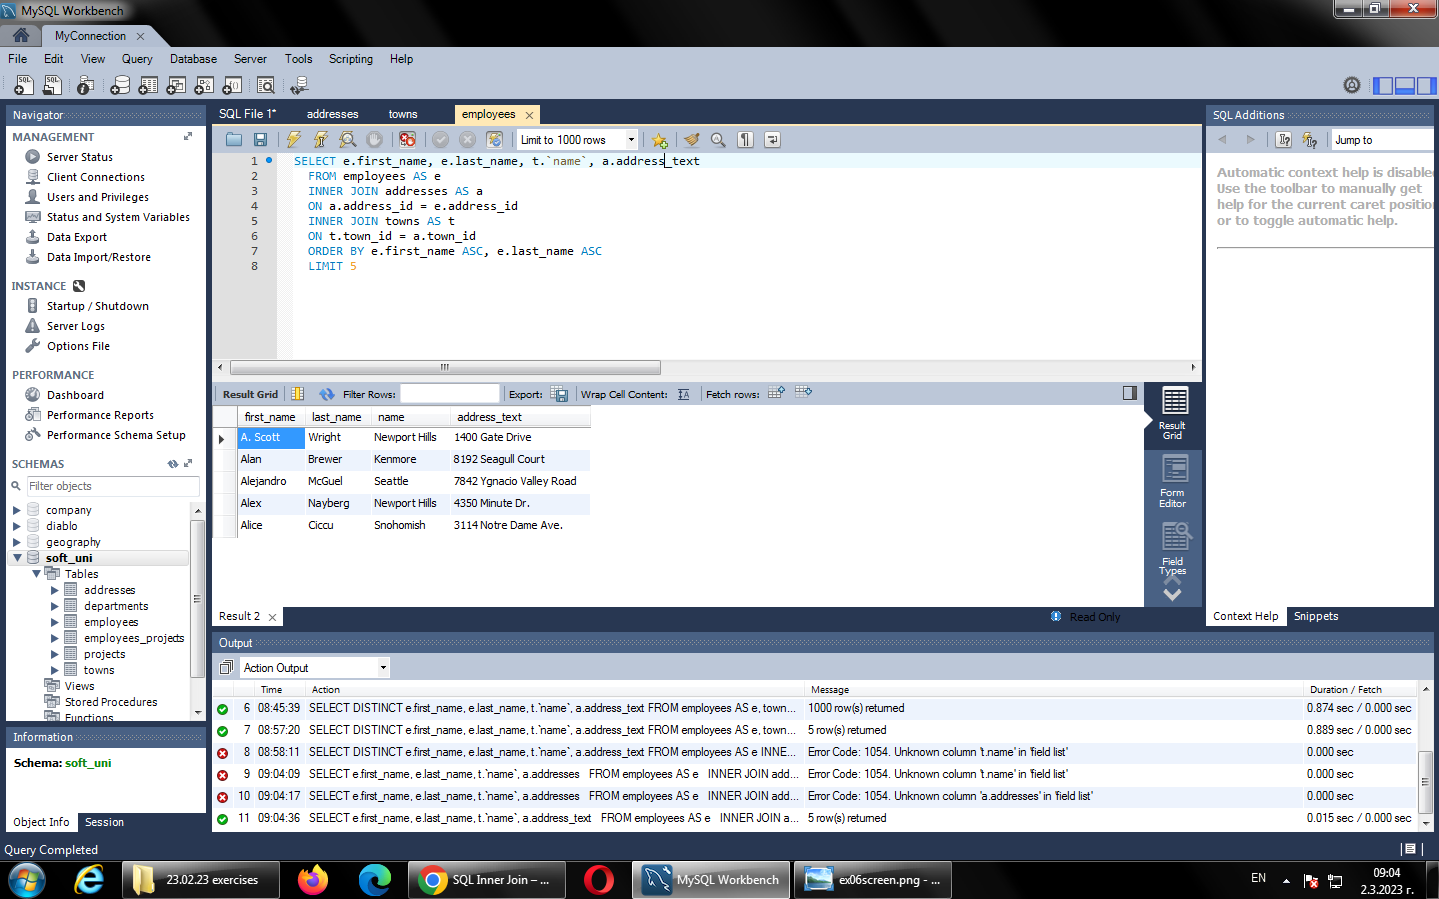 MySQL Workbench
MyConnection
File Edit View Query Database Server Tools Scripting Help
Navigator
MANAGEMENT
Server Status
Client Connections
Users and Privileges
Status and System Variables
Data Export
Data Import/Restore
INSTANCE
Startup / Shutdown
Server Logs
Options File
PERFORMANCE
Dashboard
Performance Reports
Performance Schema Setup
SCHEMAS
Filter objects
company
diablo
geography
soft_uni
Tables
addresses
departments
employees
employees_projects
projects
towns
Views
Stored Procedures
Functions
Information
Schema: soft_uni
Object Info Session
Query Completed
SQL File 1* addresses towns employees
Limit to 1000 rows
1 SELECT e.first_name, e.last_name, t.`name`, a.address_text
2 FROM employees AS e
3 INNER JOIN addresses AS a
4 ON a.address_id = e.address_id
5 INNER JOIN towns AS t
6 ON t.town_id = a.town_id
7 ORDER BY e.first_name ASC, e.last_name ASC
8 LIMIT 5
Result Grid Filter Rows: Export: Wrap Cell Content: Fetch rows:
first_name last_name name address_text
A. Scott Wright Newport Hills 1400 Gate Drive
Alan Brewer Kenmore 8192 Seagull Court
Alejandro McGuel Seattle 7842 Ygnacio Valley Road
Alex Nayberg Newport Hills 4350 Minute Dr.
Alice Ciccu Snohomish 3114 Notre Dame Ave.
Result
Grid
Form
Editor
Field
Types
Result 2
Read Only
SQL Additions
Jump to
Automatic context help is disable
Use the toolbar to manually get
help for the current caret position
or to toggle automatic help.
Context Help Snippets
Output
Action Output
Time Action Message Duration / Fetch
6 08:45:39 SELECT DISTINCT e.first_name, e.last_name, t.`name`, a.address_text FROM employees AS e, town... 1000 row(s) returned 0.874 sec / 0.000 sec
7 08:57:20 SELECT DISTINCT e.first_name, e.last_name, t.`name`, a.address_text FROM employees AS e, town... 5 row(s) returned 0.889 sec / 0.000 sec
8 08:58:11 SELECT DISTINCT e.first_name, e.last_name, t.`name`, a.address_text FROM employees AS e INNE... Error Code: 1054. Unknown column 't.name' in 'field list' 0.000 sec
9 09:04:09 SELECT e.first_name, e.last_name, t.`name`, a.addresses FROM employees AS e INNER JOIN add... Error Code: 1054. Unknown column 't.name' in 'field list' 0.000 sec
10 09:04:17 SELECT e.first_name, e.last_name, t.`name`, a.addresses FROM employees AS e INNER JOIN add... Error Code: 1054. Unknown column 'a.addresses' in 'field list' 0.000 sec
11 09:04:36 SELECT e.first_name, e.last_name, t.`name`, a.address_text FROM employees AS e INNER JOIN a... 5 row(s) returned 0.015 sec / 0.000 sec
23.02.23 exercises
SQL Inner Join – ...
MySQL Workbench
ex06screen.png - ...
EN
09:04
2.3.2023 г.